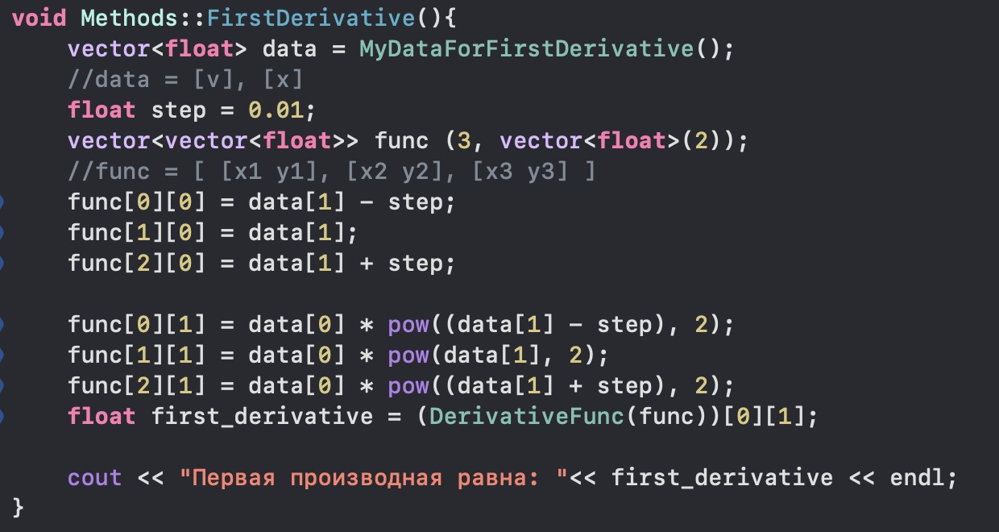 void Methods::FirstDerivative(){
    vector<float> data = MyDataForFirstDerivative();
    //data = [v], [x]
    float step = 0.01;
    vector<vector<float>> func (3, vector<float>(2));
    //func = [ [x1 y1], [x2 y2], [x3 y3] ]
    func[0][0] = data[1] - step;
    func[1][0] = data[1];
    func[2][0] = data[1] + step;

    func[0][1] = data[0] * pow((data[1] - step), 2);
    func[1][1] = data[0] * pow(data[1], 2);
    func[2][1] = data[0] * pow((data[1] + step), 2);
    float first_derivative = (DerivativeFunc(func))[0][1];

    cout << "Первая производная равна: "<< first_derivative << endl;
}